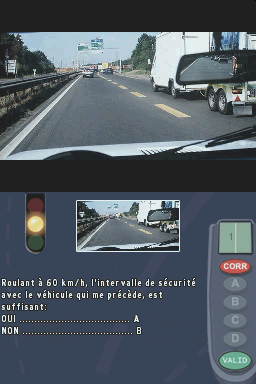 1
CORR
A
B
C
D
VALID
Roulant à 60 km/h, l'intervalle de sécurité
avec le véhicule qui me précède, est
suffisant:
OUI .................................... A
NON .................................... B